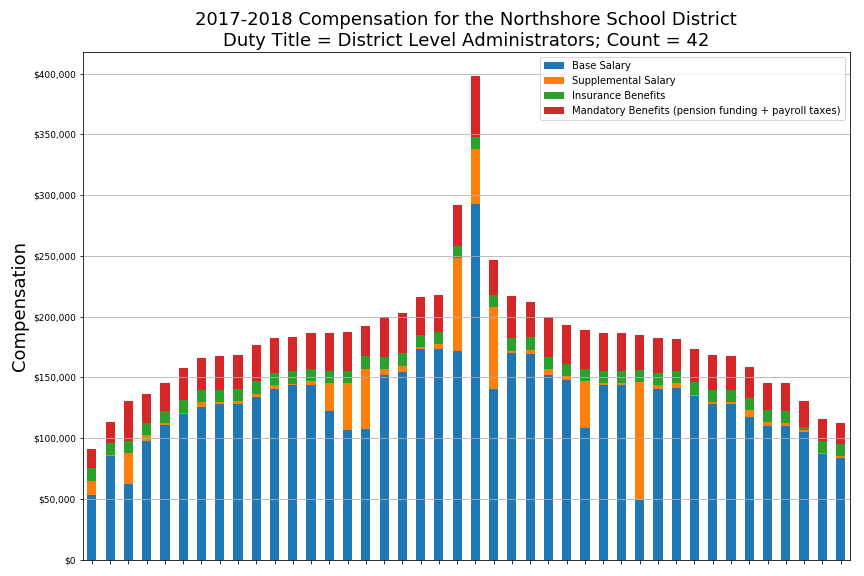 2017-2018 Compensation for the Northshore School District
Duty Title = District Level Administrators; Count = 42
Base Salary
Supplemental Salary
Insurance Benefits
Mandatory Benefits (pension funding + payroll taxes)
$400,000
$350,000
$300,000
$250,000
$200,000
$150,000
$100,000
$50,000
$0
Compensation